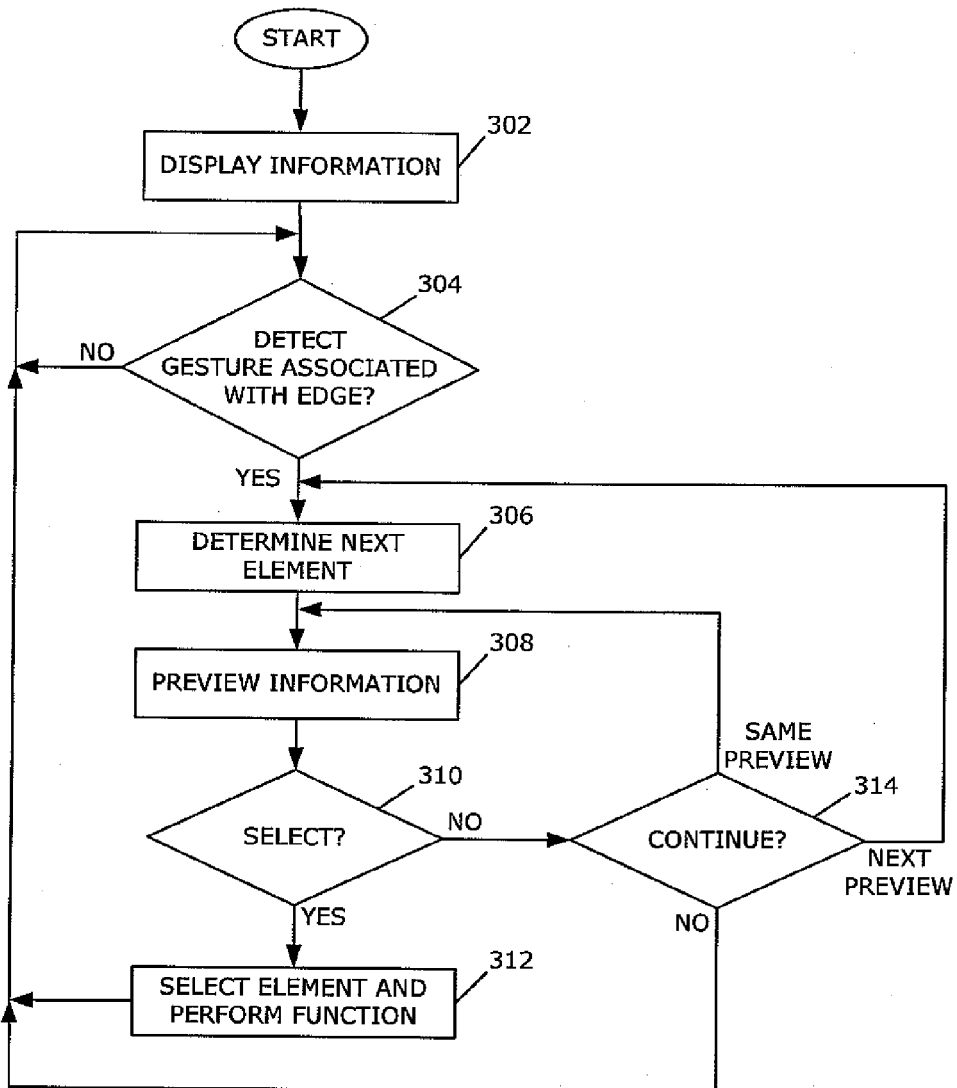 START
302
DISPLAY INFORMATION
304
DETECT
GESTURE ASSOCIATED
WITH EDGE?
NO
YES
306
DETERMINE NEXT
ELEMENT
308
PREVIEW INFORMATION
SAME
PREVIEW
310
SELECT?
NO
314
CONTINUE?
NEXT
PREVIEW
YES
NO
312
SELECT ELEMENT AND
PERFORM FUNCTION